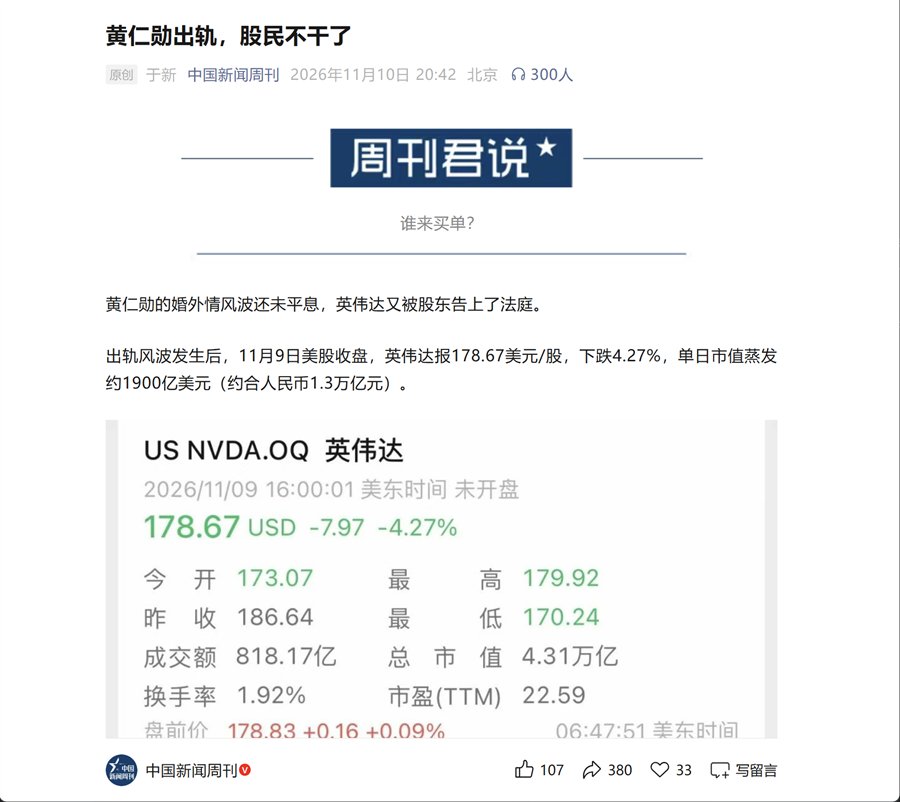 黄仁勋出轨，股民不干了
原创 于新 中国新闻周刊 2026年11月10日 20:42 北京 300人
周刊君说
谁来买单？
黄仁勋的婚外情风波还未平息，英伟达又被股东告上了法庭。
出轨风波发生后，11月9日美股收盘，英伟达报178.67美元/股，下跌4.27%，单日市值蒸发
约1900亿美元（约合人民币1.3万亿元）。
US NVDA.OQ 英伟达
2026/11/09 16:00:01 美东时间 未开盘
178.67 USD -7.97 -4.27%
今开 173.07 最高 179.92
昨收 186.64 最低 170.24
成交额 818.17亿 总市值 4.31万亿
换手率 1.92% 市盈(TTM) 22.59
盘前价 178.83 +0.16 +0.09% 06:47:51 美东时间
中国新闻周刊
中国新闻周刊 107 380 33 写留言